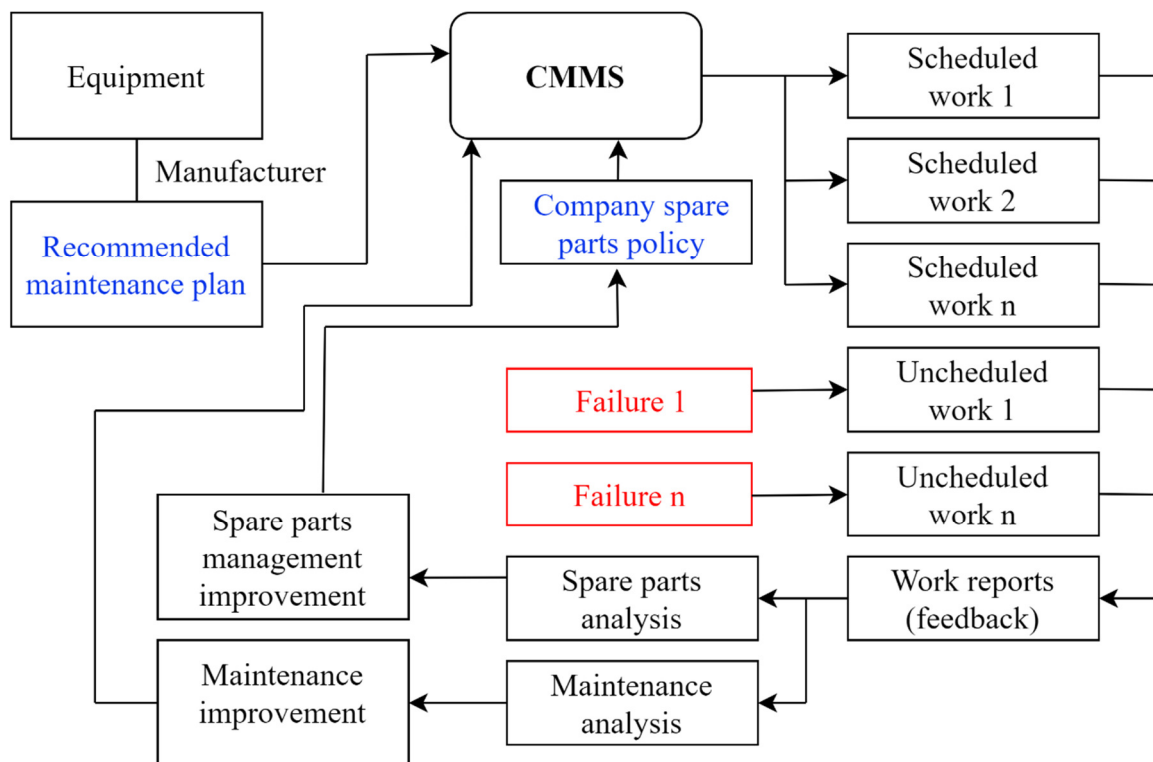 Equipment
CMMS
Scheduled
work 1
Manufacturer
Scheduled
work 2
Recommended
maintenance plan
Company spare
parts policy
Scheduled
work n
Failure 1
Uncheduled
work 1
Failure n
Uncheduled
work n
Spare parts
management
improvement
Spare parts
analysis
Work reports
(feedback)
Maintenance
improvement
Maintenance
analysis